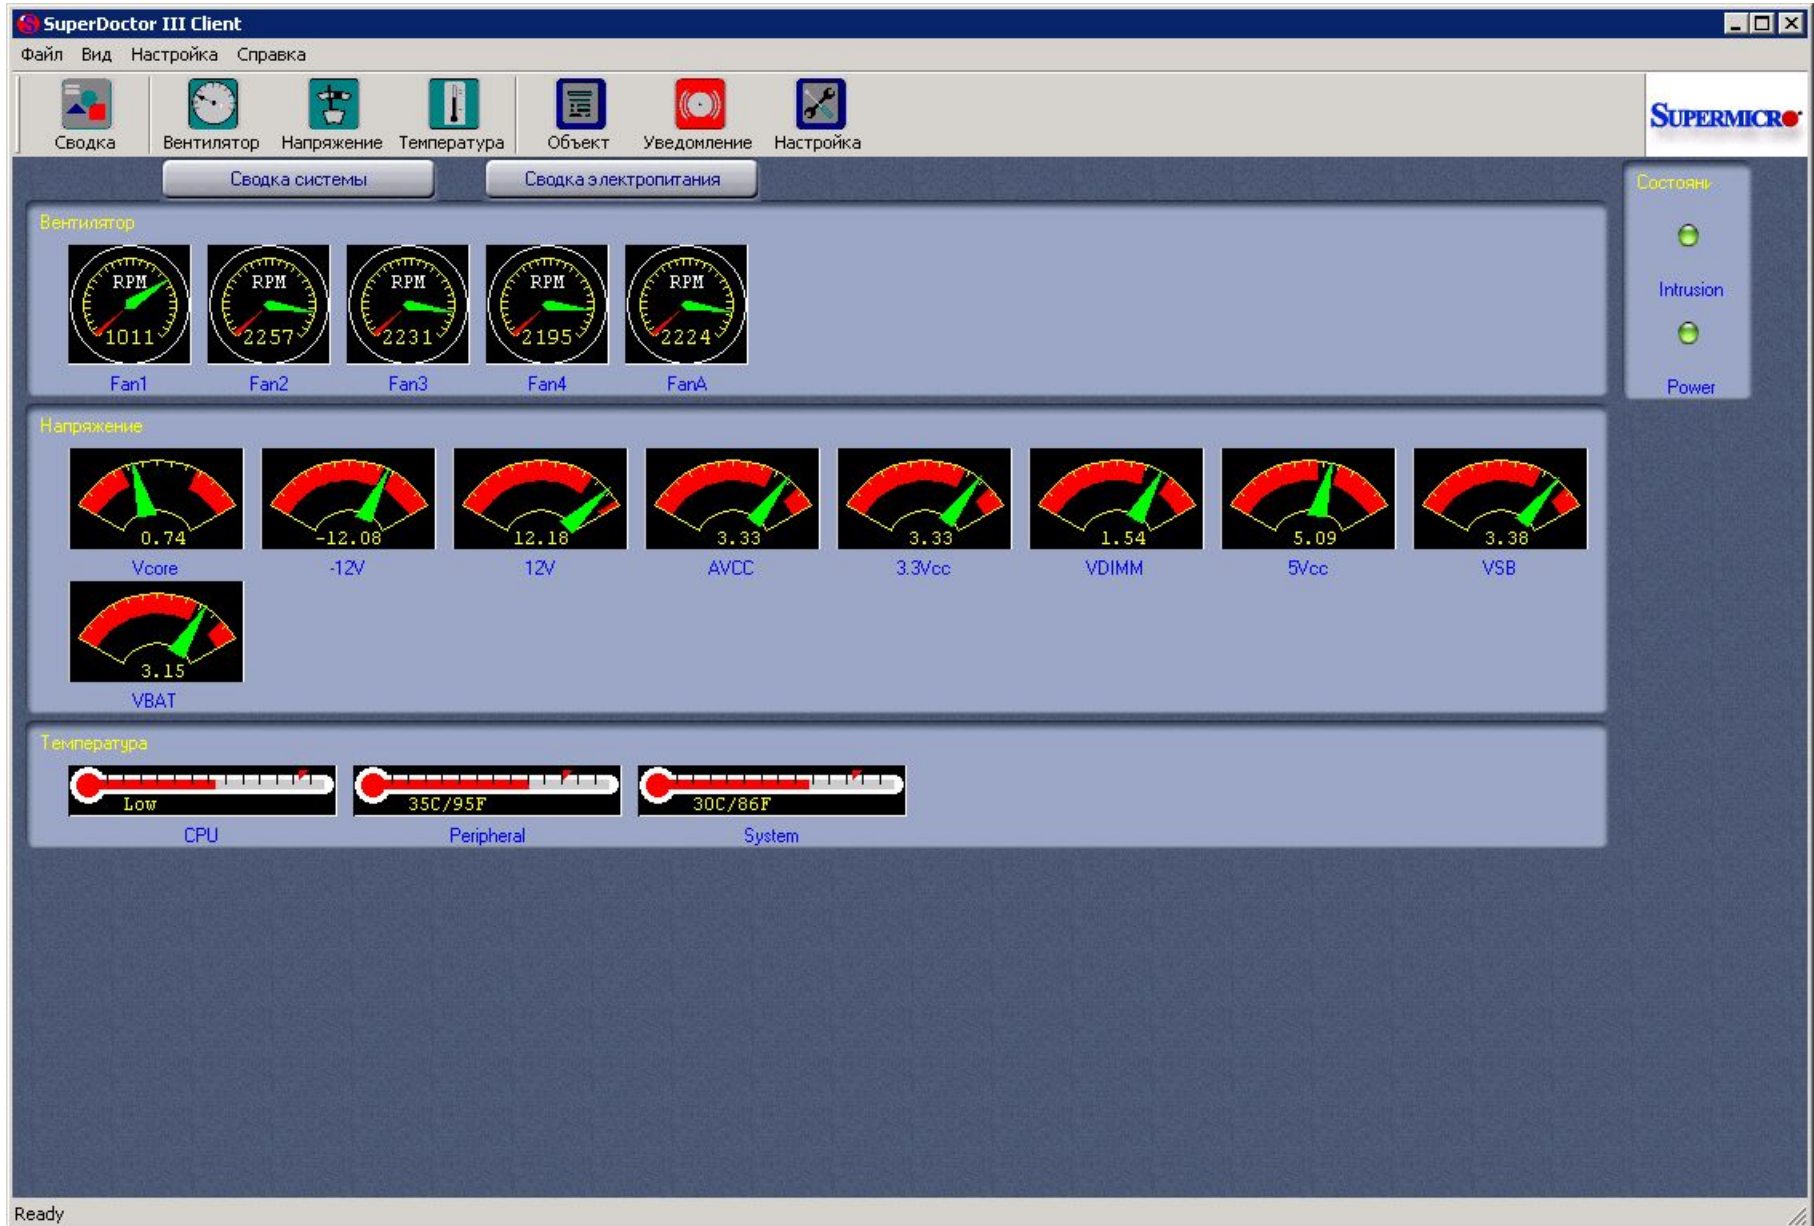 SuperDoctor III Client
Файл Вид Настройка Справка
Сводка Вентилятор Напряжение Температура Объект Уведомление Настройка
SUPERMICRO
Сводка системы Сводка электропитания
Состояни
Вентилятор
RPM RPM RPM RPM RPM
1011 2257 2231 2195 2224
Fan1 Fan2 Fan3 Fan4 FanA
Intrusion
Power
Напряжение
0.74 -12.08 12.18 3.33 3.33 1.54 5.09 3.38
Vcore -12V 12V AVCC 3.3Vcc VDIMM 5Vcc VSB
3.15
VBAT
Температура
Low 35C/95F 30C/86F
CPU Peripheral System
Ready